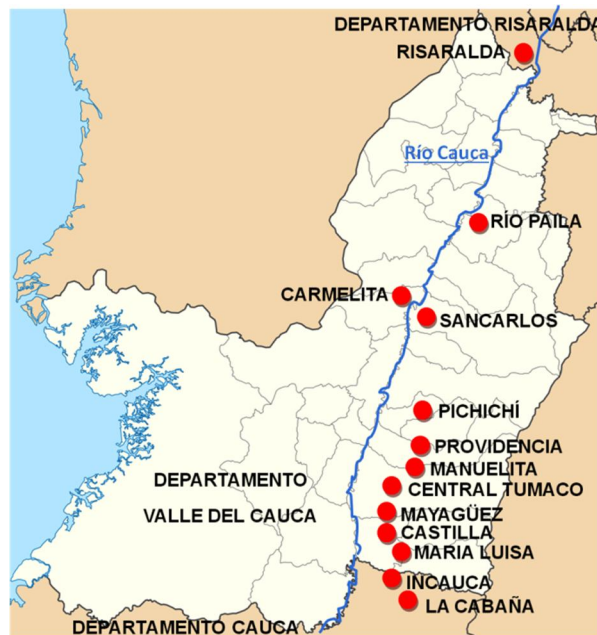 DEPARTAMENTO RISARALDA
RISARALDA
Río Cauca
RÍO PAILA
CARMELITA
SANCARLOS
PICHICHÍ
PROVIDENCIA
MANUELITA
DEPARTAMENTO
CENTRAL TUMACO
VALLE DEL CAUCA
MAYAGÜEZ
CASTILLA
MARIA LUISA
INCAUCA
LA CABAÑA
DEPARTAMENTO CAUCA